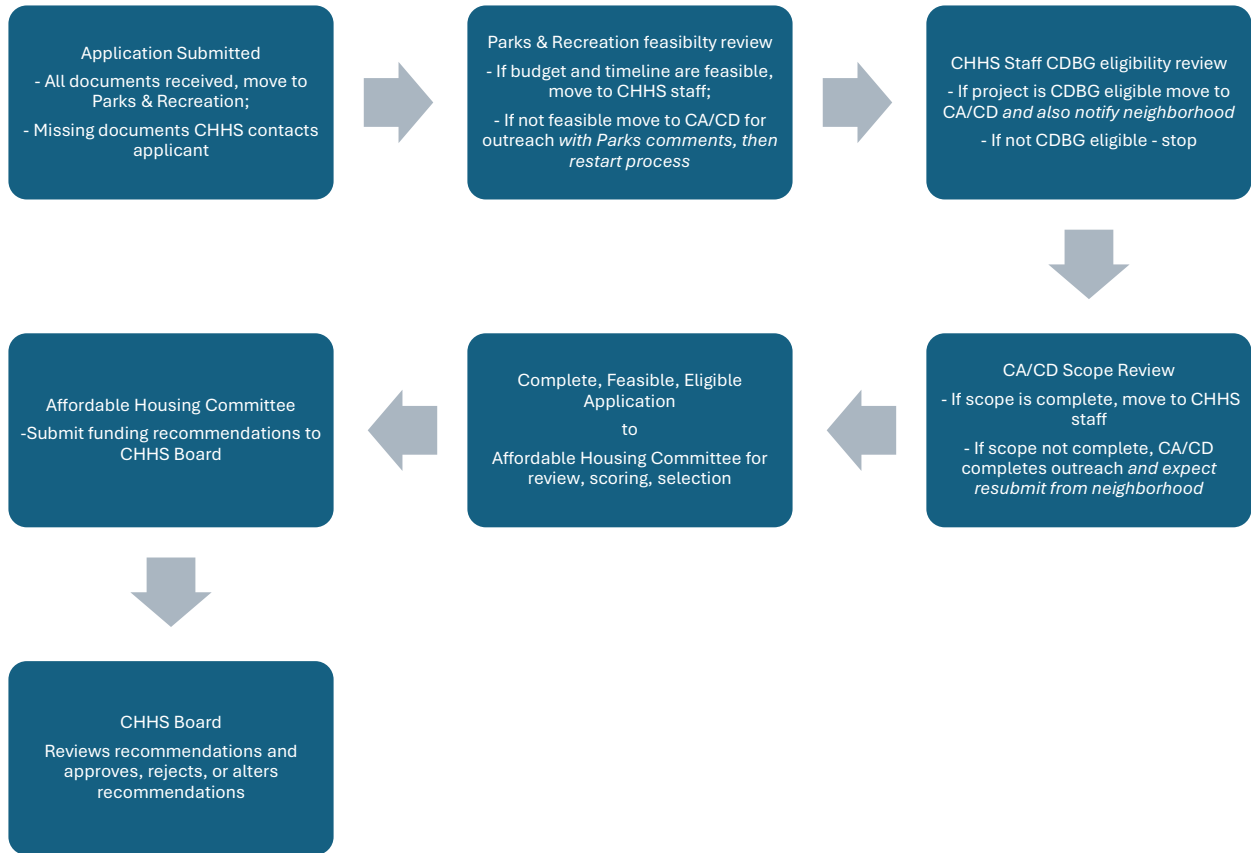 Application Submitted
- All documents received, move to
Parks & Recreation;
- Missing documents CHHS contacts
applicant
Parks & Recreation feasibilty review
- If budget and timeline are feasible,
move to CHHS staff;
- If not feasible move to CA/CD for
outreach with Parks comments, then
restart process
CHHS Staff CDBG eligibility review
- If project is CDBG eligible move to
CA/CD and also notify neighborhood
- If not CDBG eligible - stop
CA/CD Scope Review
- If scope is complete, move to CHHS
staff
- If scope not complete, CA/CD
completes outreach and expect
resubmit from neighborhood
Complete, Feasible, Eligible
Application
to
Affordable Housing Committee for
review, scoring, selection
Affordable Housing Committee
-Submit funding recommendations to
CHHS Board
CHHS Board
Reviews recommendations and
approves, rejects, or alters
recommendations